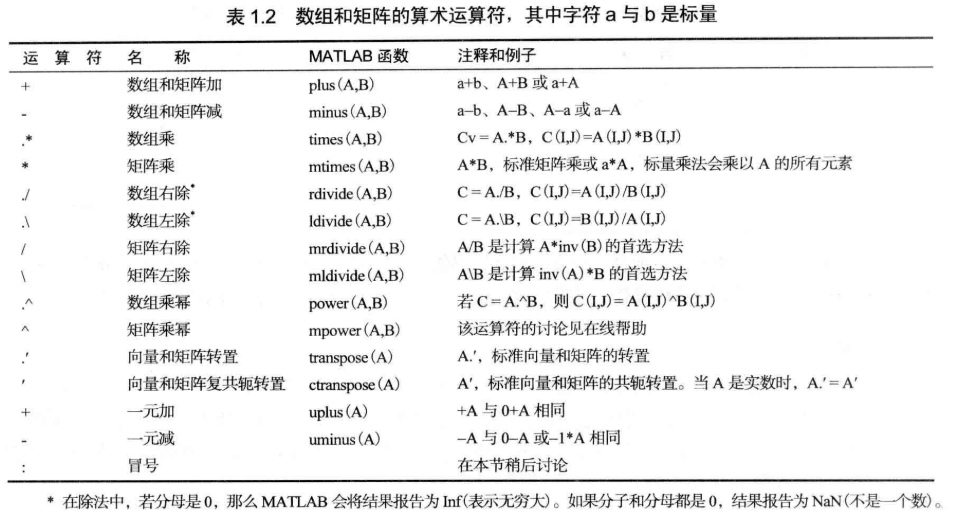 表 1.2 数组和矩阵的算术运算符，其中字符 a 与 b 是标量
运算符 名称 MATLAB 函数 注释和例子
+ 数组和矩阵加 plus(A,B) a+b、A+B 或 a+A
- 数组和矩阵减 minus(A,B) a–b、A–B、A–a 或 a–A
.* 数组乘 times(A,B) Cv = A.*B，C(I,J)=A(I,J)*B(I,J)
* 矩阵乘 mtimes(A,B) A*B，标准矩阵乘或 a*A，标量乘法会乘以 A 的所有元素
./ 数组右除* rdivide(A,B) C = A./B，C(I,J)=A(I,J)/B(I,J)
.\ 数组左除* ldivide(A,B) C = A.\B，C(I,J)=B(I,J)/A(I,J)
/ 矩阵右除 mrdivide(A,B) A/B 是计算 A*inv(B)的首选方法
\ 矩阵左除 mldivide(A,B) A\B 是计算 inv(A)*B 的首选方法
.^ 数组乘幂 power(A,B) 若 C = A.^B，则 C(I,J)= A(I,J)^B(I,J)
^ 矩阵乘幂 mpower(A,B) 该运算符的讨论见在线帮助
.′ 向量和矩阵转置 transpose(A) A.′，标准向量和矩阵的转置
′ 向量和矩阵复共轭转置 ctranspose(A) A′，标准向量和矩阵的共轭转置。当 A 是实数时，A.′= A′
+ 一元加 uplus(A) +A 与 0+A 相同
- 一元减 uminus(A) –A 与 0–A 或–1*A 相同
: 冒号 在本节稍后讨论
* 在除法中，若分母是 0，那么 MATLAB 会将结果报告为 Inf(表示无穷大)。如果分子和分母都是 0，结果报告为 NaN(不是一个数)。